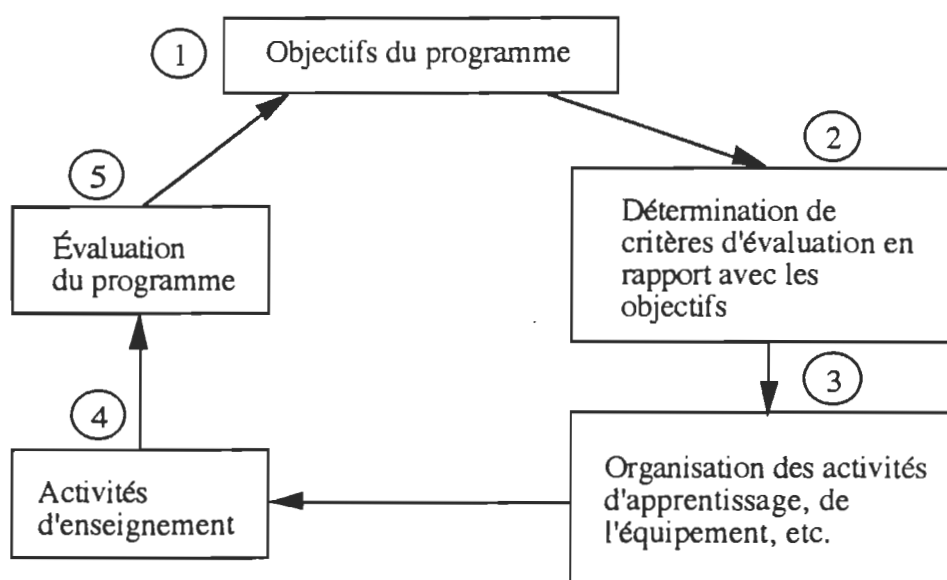 1
Objectifs du programme
2
Détermination de
critères d'évaluation en
rapport avec les
objectifs
3
Organisation des activités
d'apprentissage, de
l'équipement, etc.
4
Activités
d'enseignement
5
Évaluation
du programme